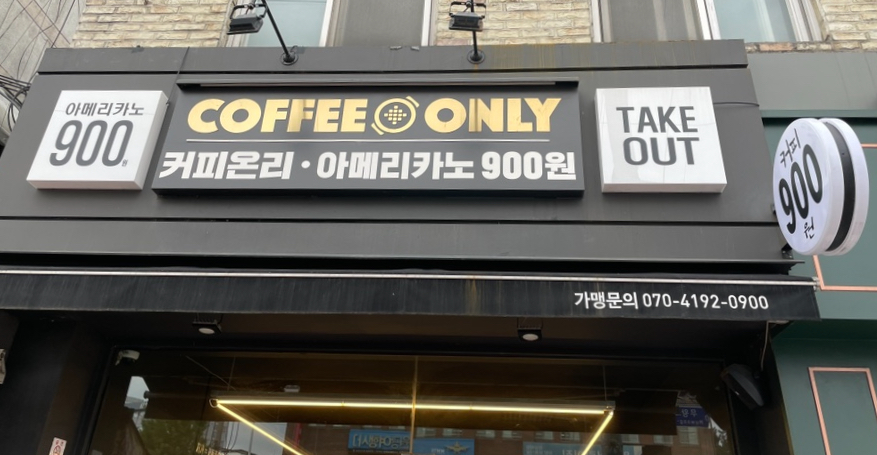 아메리카노
900원
COFFEE ONLY
커피온리 · 아메리카노 900원
TAKE
OUT
커피
900
원
가맹문의 070-4192-0900